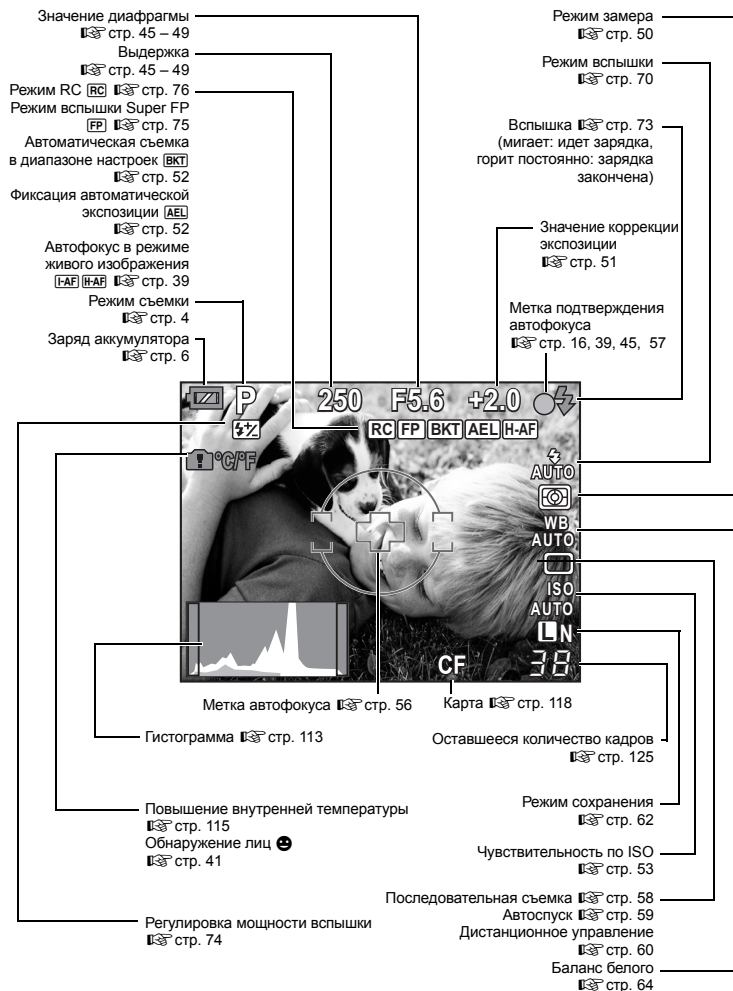 Значение диафрагмы
стр. 45 – 49
Выдержка
стр. 45 – 49
Режим RC RC стр. 76
Режим вспышки Super FP
FP стр. 75
Автоматическая съемка
в диапазоне настроек BKT
стр. 52
Фиксация автоматической
экспозиции AEL
стр. 52
Автофокус в режиме
живого изображения
I-AF H-AF стр. 39
Режим съемки
стр. 4
Заряд аккумулятора
стр. 6
Режим замера
стр. 50
Режим вспышки
стр. 70
Вспышка стр. 73
(мигает: идет зарядка,
горит постоянно: зарядка
закончена)
Значение коррекции
экспозиции
стр. 51
Метка подтверждения
автофокуса
стр. 16, 39, 45, 57
P 250 F5.6 +2.0
RC FP BKT AEL H-AF
°C/°F
AUTO
WB
AUTO
ISO
AUTO
L N
CF 38
Метка автофокуса стр. 56
Карта стр. 118
Гистограмма стр. 113
Оставшееся количество кадров
стр. 125
Повышение внутренней температуры
стр. 115
Обнаружение лиц
стр. 41
Режим сохранения
стр. 62
Чувствительность по ISO
стр. 53
Последовательная съемка стр. 58
Автоспуск стр. 59
Дистанционное управление
стр. 60
Регулировка мощности вспышки
стр. 74
Баланс белого
стр. 64